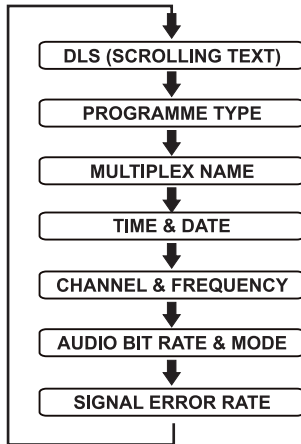 DLS (SCROLLING TEXT)
PROGRAMME TYPE
MULTIPLEX NAME
TIME & DATE
CHANNEL & FREQUENCY
AUDIO BIT RATE & MODE
SIGNAL ERROR RATE